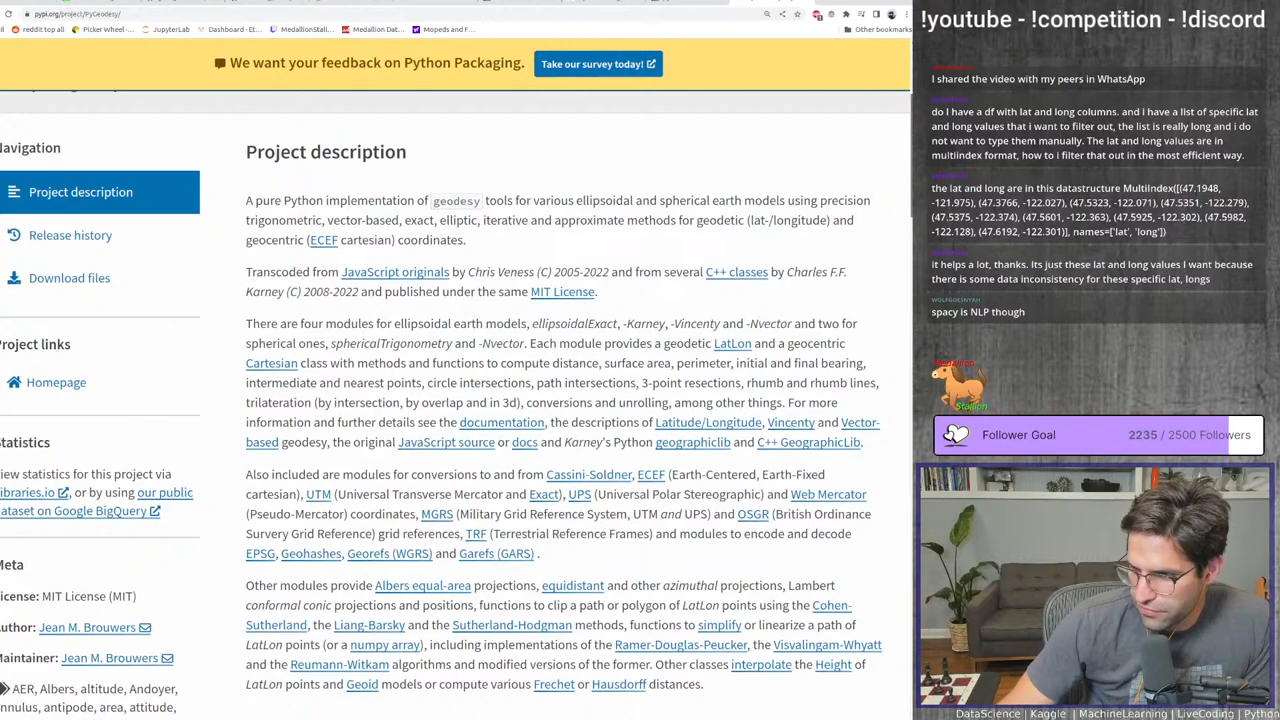 pypi.org/project/PyGeodesy/
reddit top all
Picker Wheel -...
JupyterLab
Dashboard - Et...
MedallionStall...
Medallion Dat...
Mopeds and F...
Other bookmarks
We want your feedback on Python Packaging.
Take our survey today!
Navigation
Project description
Release history
Download files
Project links
Homepage
Statistics
View statistics for this project via
Libraries.io, or by using our public
dataset on Google BigQuery
Meta
License: MIT License (MIT)
Author: Jean M. Brouwers
Maintainer: Jean M. Brouwers
AER, Albers, altitude, Andoyer,
annulus, antipode, area, attitude,
Project description
A pure Python implementation of geodesy tools for various ellipsoidal and spherical earth models using precision
trigonometric, vector-based, exact, elliptic, iterative and approximate methods for geodetic (lat-/longitude) and
geocentric (ECEF cartesian) coordinates.
Transcoded from JavaScript originals by Chris Veness (C) 2005-2022 and from several C++ classes by Charles F.F.
Karney (C) 2008-2022 and published under the same MIT License.
There are four modules for ellipsoidal earth models, ellipsoidalExact, -Karney, -Vincenty and -Nvector and two for
spherical ones, sphericalTrigonometry and -Nvector. Each module provides a geodetic LatLon and a geocentric
Cartesian class with methods and functions to compute distance, surface area, perimeter, initial and final bearing,
intermediate and nearest points, circle intersections, path intersections, 3-point resections, rhumb and rhumb lines,
trilateration (by intersection, by overlap and in 3d), conversions and unrolling, among other things. For more
information and further details see the documentation, the descriptions of Latitude/Longitude, Vincenty and Vector-
based geodesy, the original JavaScript source or docs and Karney's Python geographiclib and C++ GeographicLib.
Also included are modules for conversions to and from Cassini-Soldner, ECEF (Earth-Centered, Earth-Fixed
cartesian), UTM (Universal Transverse Mercator and Exact), UPS (Universal Polar Stereographic) and Web Mercator
(Pseudo-Mercator) coordinates, MGRS (Military Grid Reference System, UTM and UPS) and OSGR (British Ordinance
Survery Grid Reference) grid references, TRF (Terrestrial Reference Frames) and modules to encode and decode
EPSG, Geohashes, Georefs (WGRS) and Garefs (GARS) .
Other modules provide Albers equal-area projections, equidistant and other azimuthal projections, Lambert
conformal conic projections and positions, functions to clip a path or polygon of LatLon points using the Cohen-
Sutherland, the Liang-Barsky and the Sutherland-Hodgman methods, functions to simplify or linearize a path of
LatLon points (or a numpy array), including implementations of the Ramer-Douglas-Peucker, the Visvalingam-Whyatt
and the Reumann-Witkam algorithms and modified versions of the former. Other classes interpolate the Height of
LatLon points and Geoid models or compute various Frechet or Hausdorff distances.
!youtube - !competition - !discord
I shared the video with my peers in WhatsApp
do I have a df with lat and long columns. and i have a list of specific lat
and long values that i want to filter out, the list is really long and i do
not want to type them manually. The lat and long values are in
multiindex format, how to i filter that out in the most efficient way.
the lat and long are in this datastructure MultiIndex([(47.1948,
-121.975), (47.3766, -122.027), (47.5323, -122.071), (47.5351, -122.279),
(47.5375, -122.374), (47.5601, -122.363), (47.5925, -122.302), (47.5982,
-122.128), (47.6192, -122.301)], names=['lat', 'long'])
it helps a lot, thanks. Its just these lat and long values I want because
there is some data inconsistency for these specific lat, longs
WOLFGOESNYAH
spacy is NLP though
Medallion
Stallion
Follower Goal
2235 / 2500 Followers
DataScience | Kaggle | MachineLearning | LiveCoding | Python